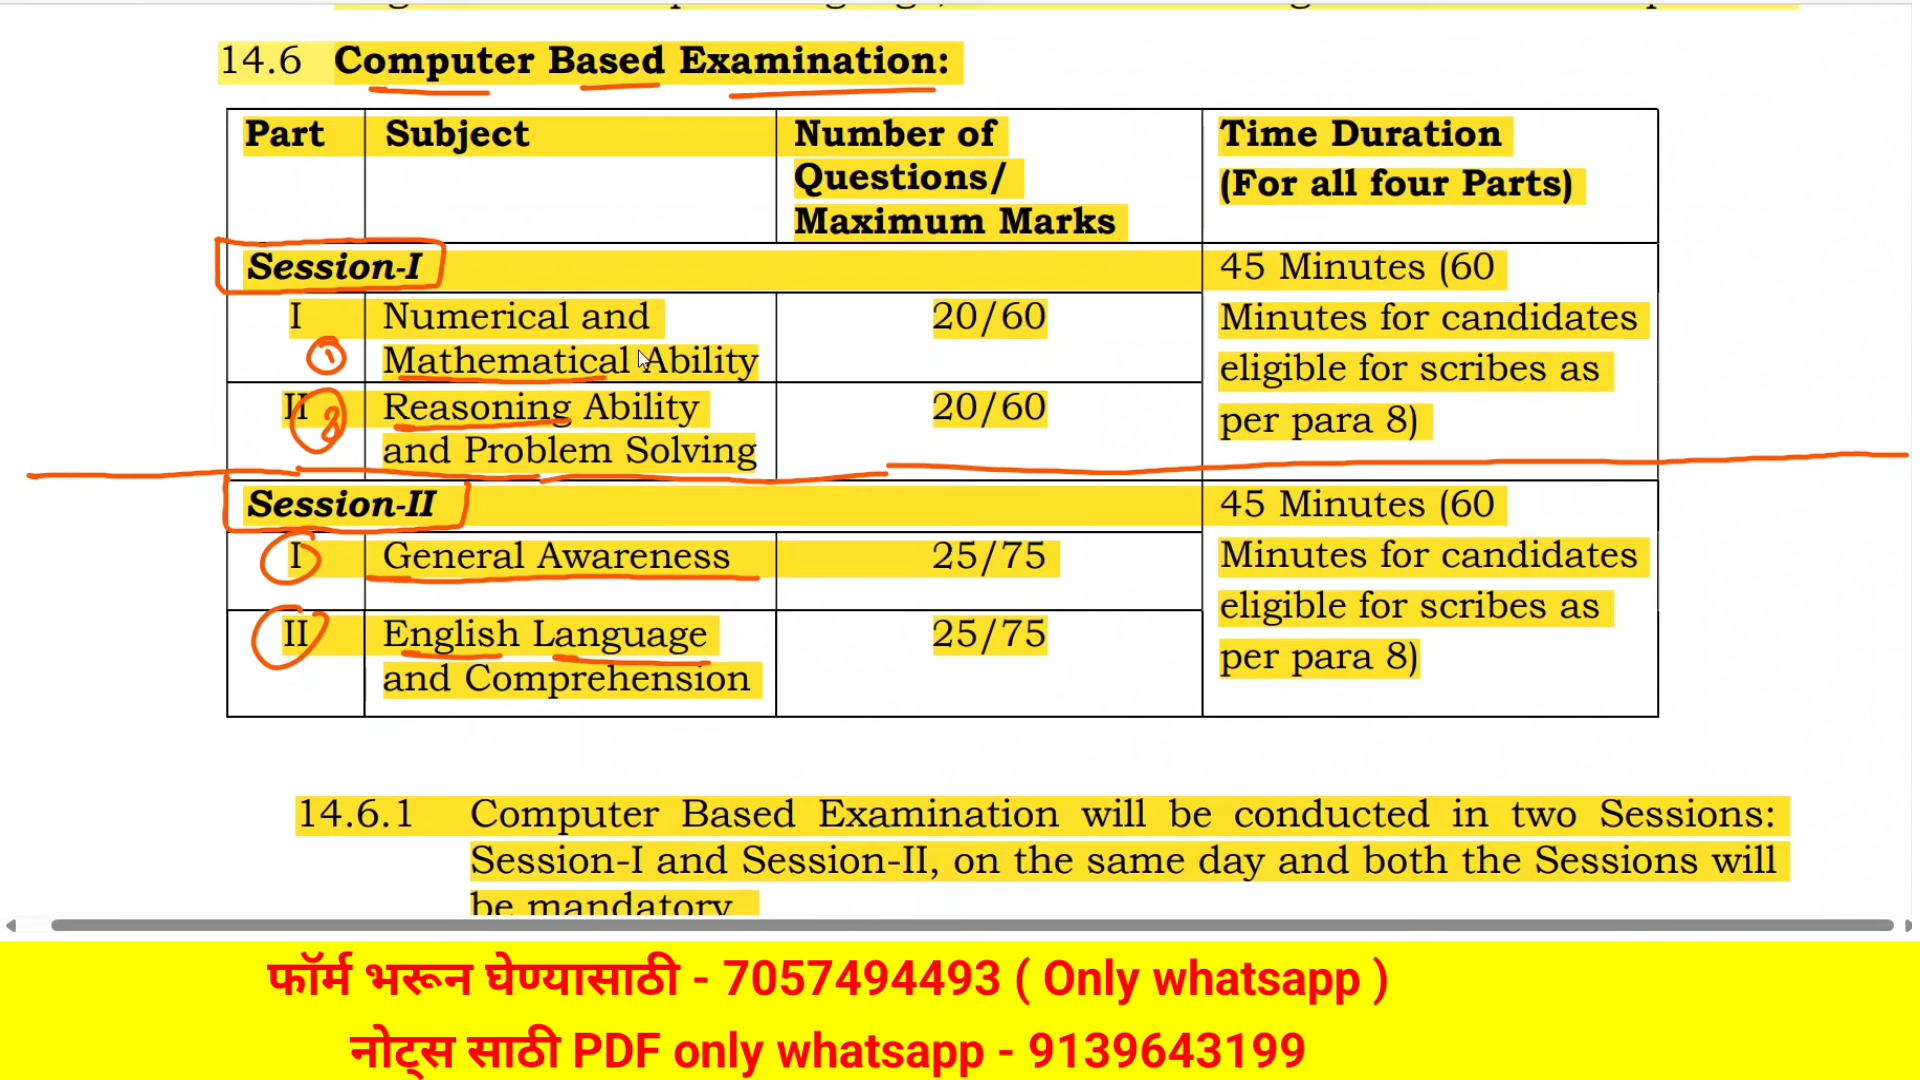 14.6 Computer Based Examination:
Part Subject Number of Questions/ Maximum Marks Time Duration (For all four Parts)
Session-I 45 Minutes (60 Minutes for candidates eligible for scribes as per para 8)
I Numerical and Mathematical Ability 20/60
II Reasoning Ability and Problem Solving 20/60
Session-II 45 Minutes (60 Minutes for candidates eligible for scribes as per para 8)
I General Awareness 25/75
II English Language and Comprehension 25/75
14.6.1 Computer Based Examination will be conducted in two Sessions:
Session-I and Session-II, on the same day and both the Sessions will
be mandatory
फॉर्म भरून घेण्यासाठी - 7057494493 ( Only whatsapp )
नोट्स साठी PDF only whatsapp - 9139643199